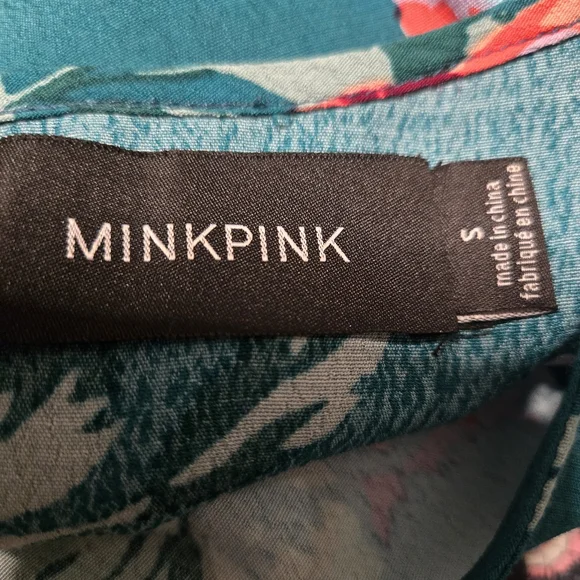 MINKPINK
S
made in china
fabriqué en chine